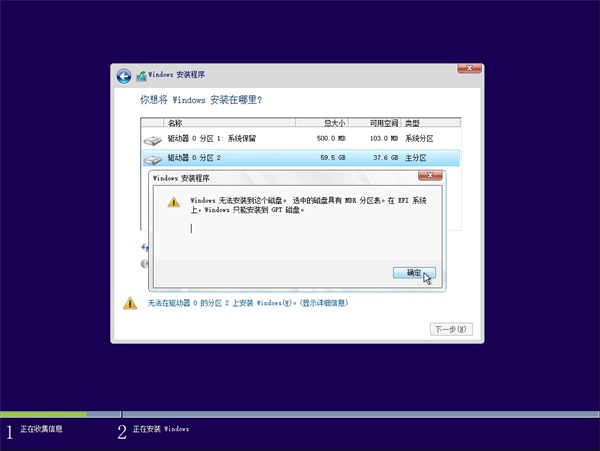 Windows 安装程序
你想将 Windows 安装在哪里?
名称 总大小 可用空间 类型
驱动器 0 分区 1: 系统保留 500.0 MB 103.0 MB 系统分区
驱动器 0 分区 2 59.5 GB 37.6 GB 主分区
Windows 安装程序
Windows 无法安装到这个磁盘。 选中的磁盘具有 MBR 分区表。在 EFI 系统
上,Windows 只能安装到 GPT 磁盘。
确定
无法在驱动器 0 的分区 2 上安装 Windows(W)。(显示详细信息)
下一步(N)
1 正在收集信息
2 正在安装 Windows